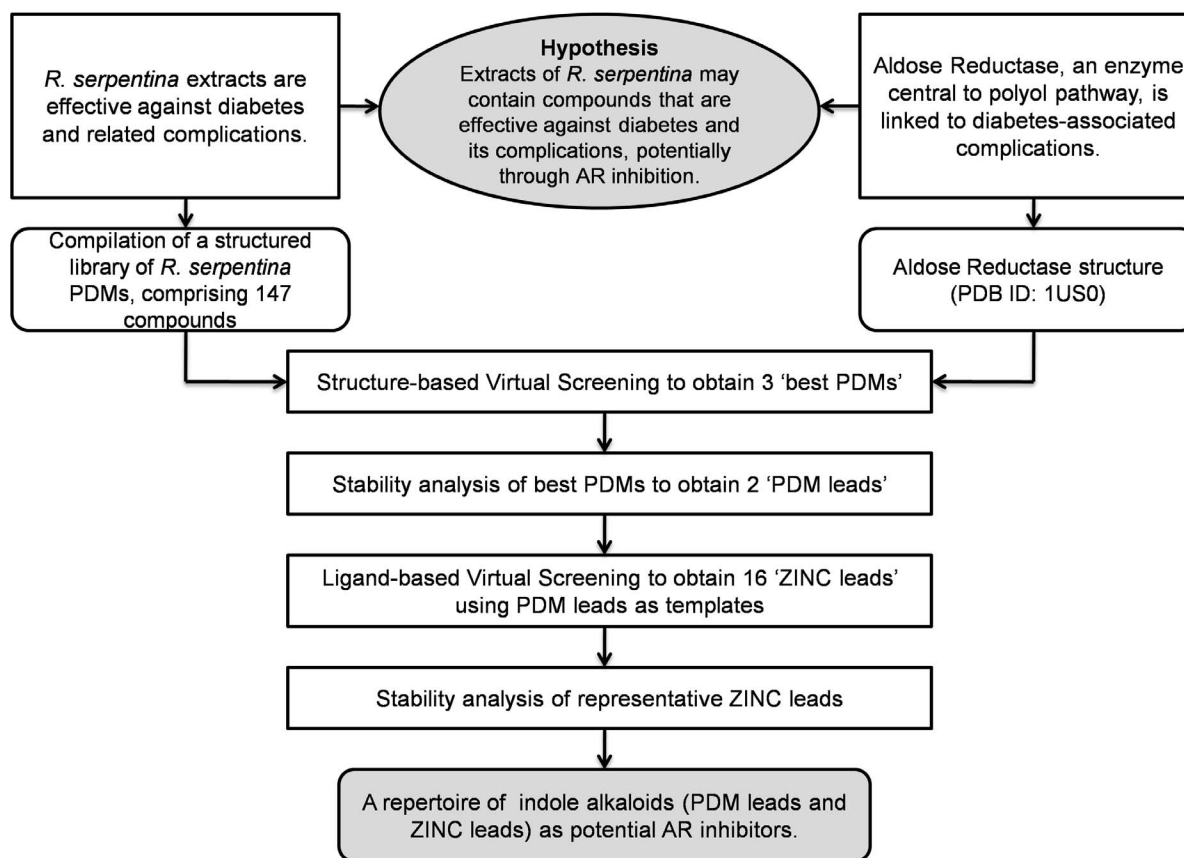 R. serpentina extracts are
effective against diabetes
and related complications.
Hypothesis
Extracts of R. serpentina may
contain compounds that are
effective against diabetes and
its complications, potentially
through AR inhibition.
Aldose Reductase, an enzyme
central to polyol pathway, is
linked to diabetes-associated
complications.
Compilation of a structured
library of R. serpentina
PDMs, comprising 147
compounds
Aldose Reductase structure
(PDB ID: 1US0)
Structure-based Virtual Screening to obtain 3 ‘best PDMs’
Stability analysis of best PDMs to obtain 2 ‘PDM leads’
Ligand-based Virtual Screening to obtain 16 ‘ZINC leads’
using PDM leads as templates
Stability analysis of representative ZINC leads
A repertoire of indole alkaloids (PDM leads and
ZINC leads) as potential AR inhibitors.